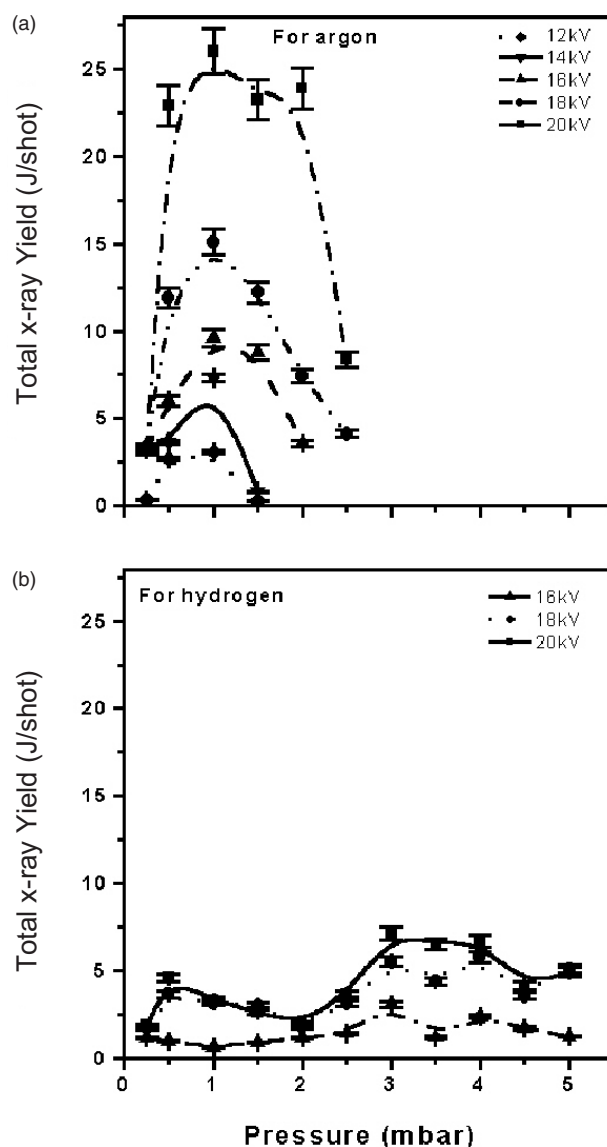 (a)
For argon
12kV
14kV
16kV
18kV
20kV
25
20
15
10
5
0
Total x-ray Yield (J/shot)
(b)
For hydrogen
16kV
18kV
20kV
25
20
15
10
5
0
Total x-ray Yield (J/shot)
0 1 2 3 4 5
Pressure (mbar)